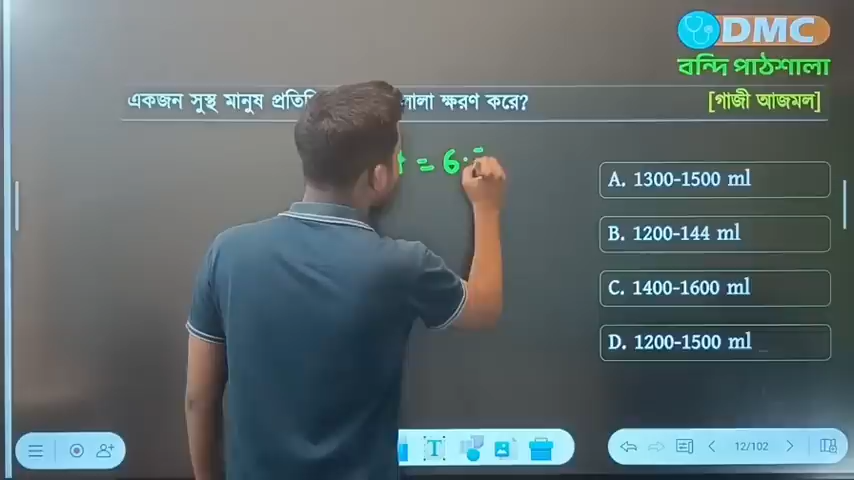 DMC
বন্দি পাঠশালা
একজন সুস্থ মানুষ লালা ক্ষরণ করে?
[গাজী আজমল]
= 6.
A. 1300-1500 ml
B. 1200-144 ml
C. 1400-1600 ml
D. 1200-1500 ml
T
12/102